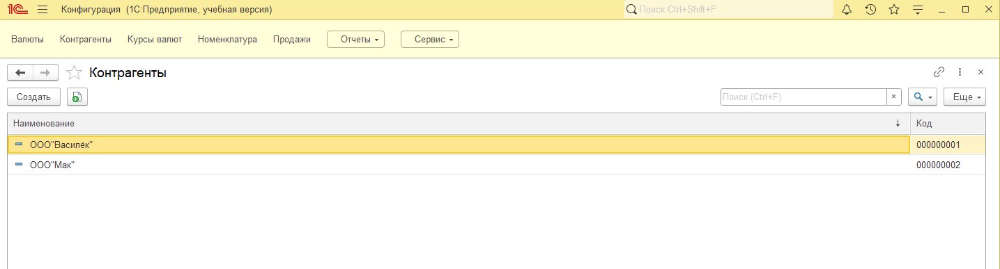 1С Конфигурация (1С:Предприятие, учебная версия) Поиск Ctrl+Shift+F
Валюты Контрагенты Курсы валют Номенклатура Продажи Отчеты Сервис
Контрагенты
Создать Поиск (Ctrl+F) × Еще
Наименование ↓ Код
ООО"Василёк" 000000001
ООО"Мак" 000000002